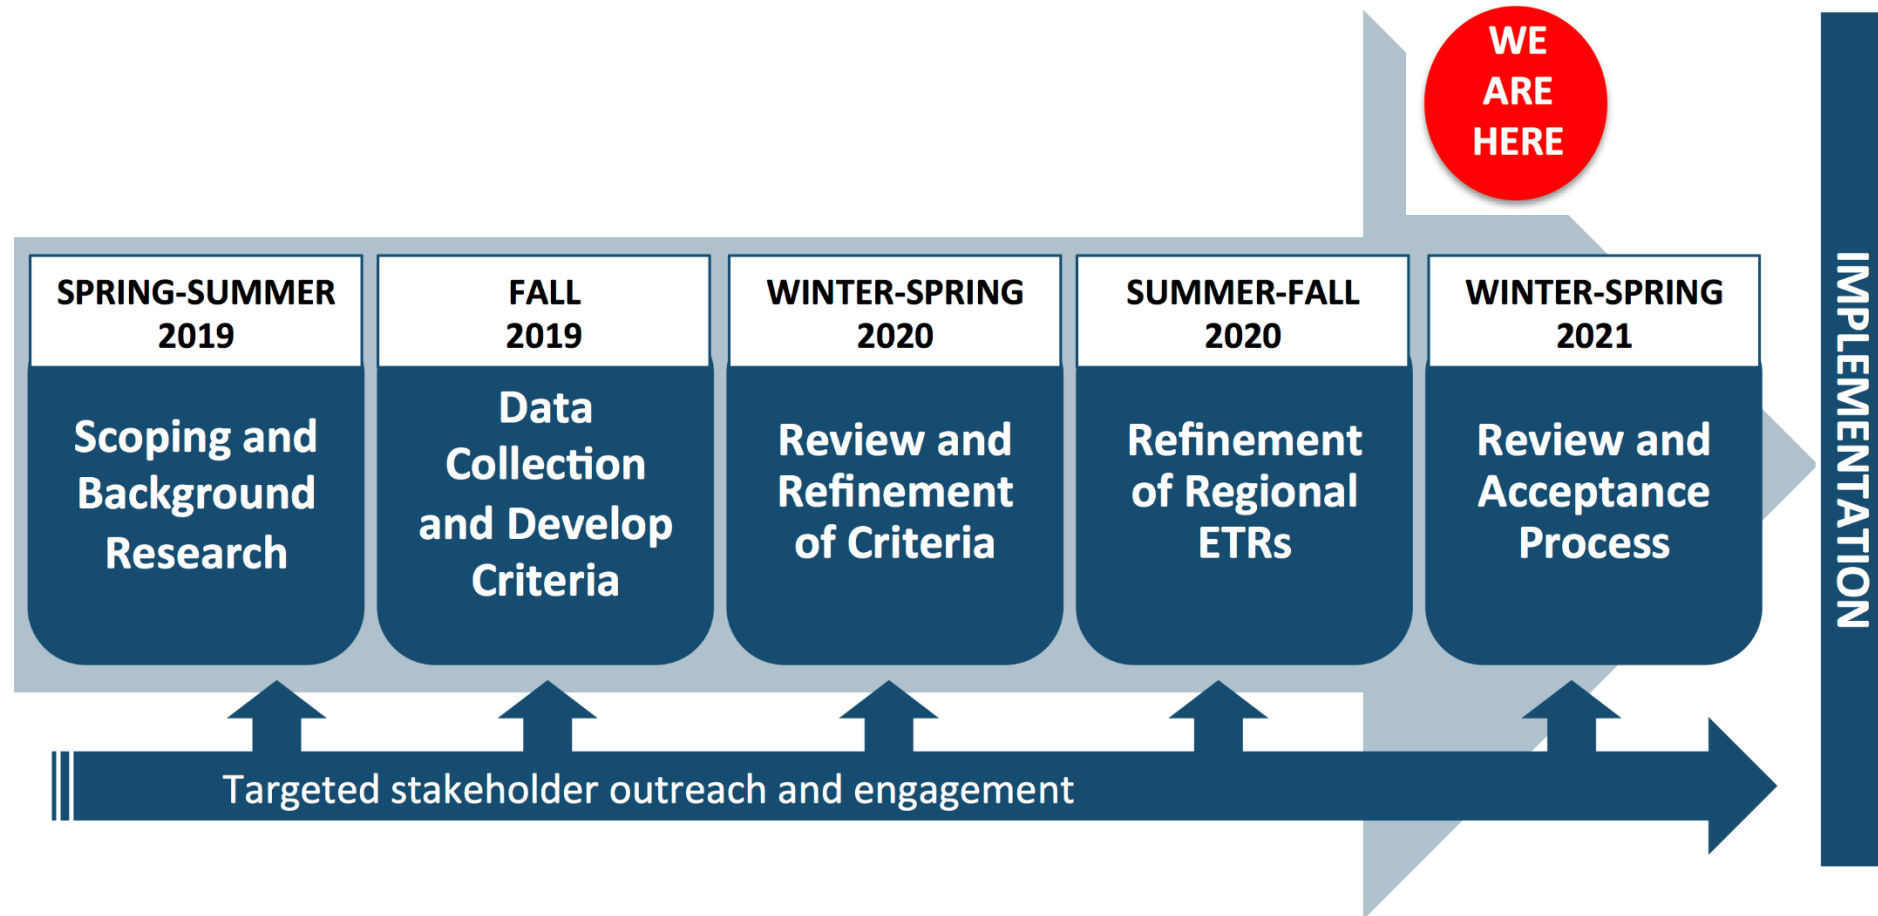 WE
ARE
HERE
SPRING-SUMMER
2019
Scoping and
Background
Research
FALL
2019
Data
Collection
and Develop
Criteria
WINTER-SPRING
2020
Review and
Refinement
of Criteria
SUMMER-FALL
2020
Refinement
of Regional
ETRs
WINTER-SPRING
2021
Review and
Acceptance
Process
IMPLEMENTATION
Targeted stakeholder outreach and engagement